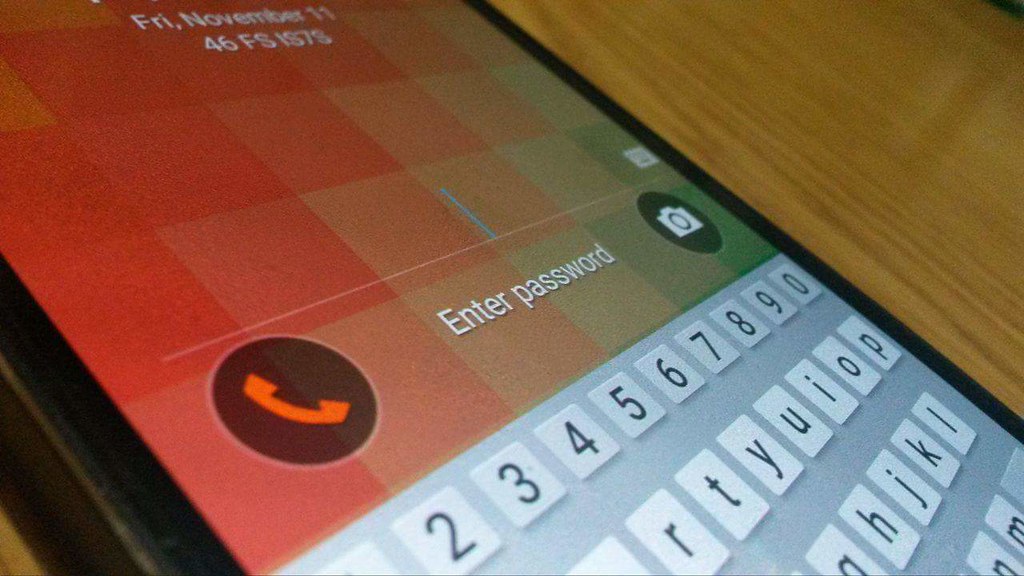 Fri, November 11
46 FS IS7S
Enter password
2 3 4 5 6 7 8 9 0
r t y u i o p
h j k l
m